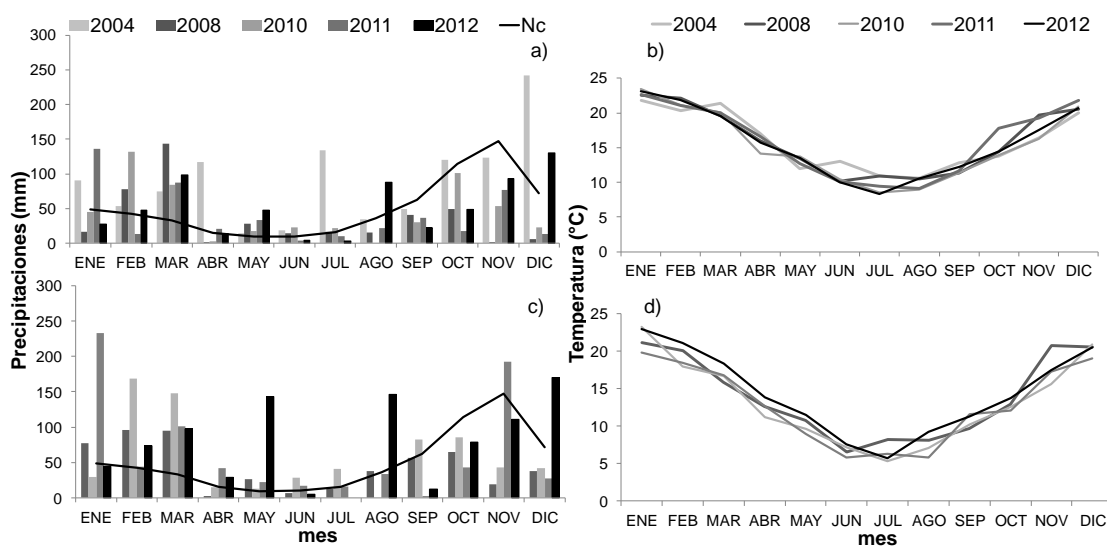 2004 2008 2010 2011 2012 Nc
a)
300
250
200
150
100
50
0
ENE FEB MAR ABR MAY JUN JUL AGO SEP OCT NOV DIC
Precipitaciones (mm)
c)
300
250
200
150
100
50
0
ENE FEB MAR ABR MAY JUN JUL AGO SEP OCT NOV DIC
mes
2004 2008 2010 2011 2012
b)
25
20
15
10
5
0
ENE FEB MAR ABR MAY JUN JUL AGO SEP OCT NOV DIC
Temperatura (°C)
d)
25
20
15
10
5
0
ENE FEB MAR ABR MAY JUN JUL AGO SEP OCT NOV DIC
mes